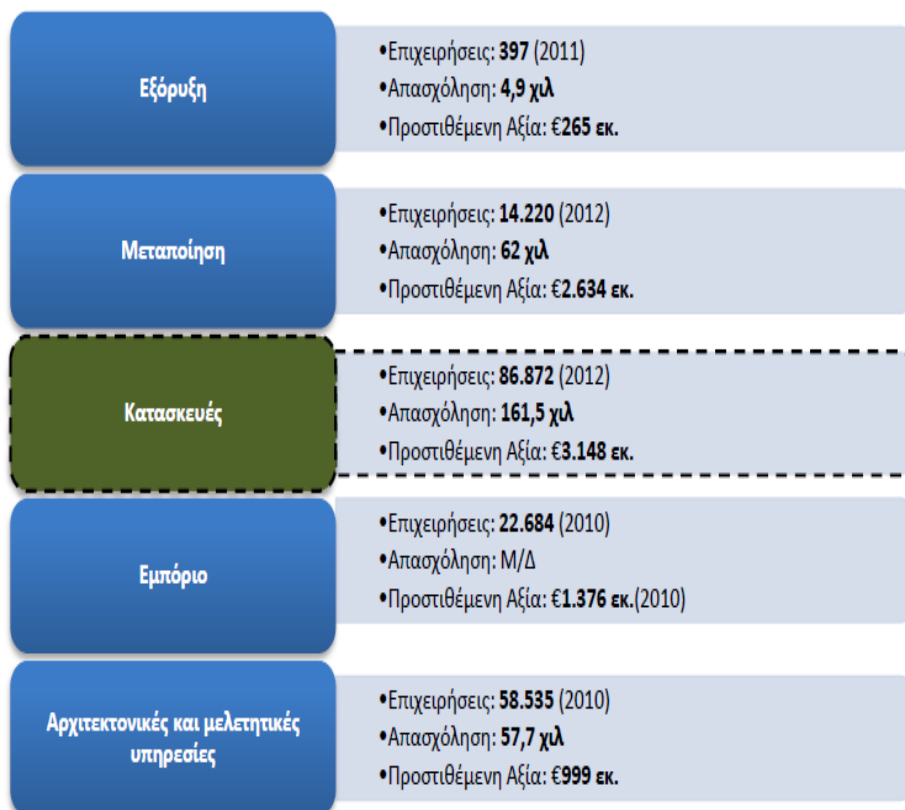 Εξόρυξη
•Επιχειρήσεις: 397 (2011)
•Απασχόληση: 4,9 χιλ
•Προστιθέμενη Αξία: €265 εκ.
Μεταποίηση
•Επιχειρήσεις: 14.220 (2012)
•Απασχόληση: 62 χιλ
•Προστιθέμενη Αξία: €2.634 εκ.
Κατασκευές
•Επιχειρήσεις: 86.872 (2012)
•Απασχόληση: 161,5 χιλ
•Προστιθέμενη Αξία: €3.148 εκ.
Εμπόριο
•Επιχειρήσεις: 22.684 (2010)
•Απασχόληση: Μ/Δ
•Προστιθέμενη Αξία: €1.376 εκ.(2010)
Αρχιτεκτονικές και μελετητικές
υπηρεσίες
•Επιχειρήσεις: 58.535 (2010)
•Απασχόληση: 57,7 χιλ
•Προστιθέμενη Αξία: €999 εκ.